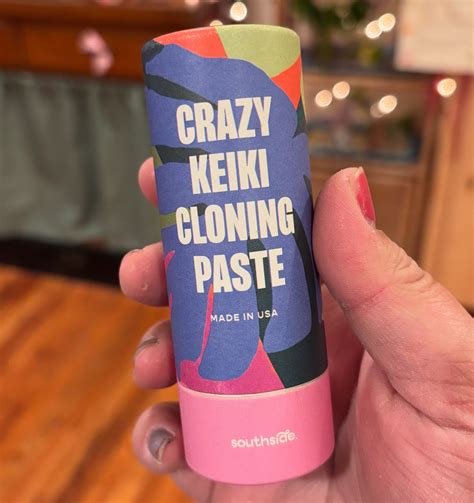 CRAZY
KEIKI
CLONING
PASTE
MADE IN USA
southside